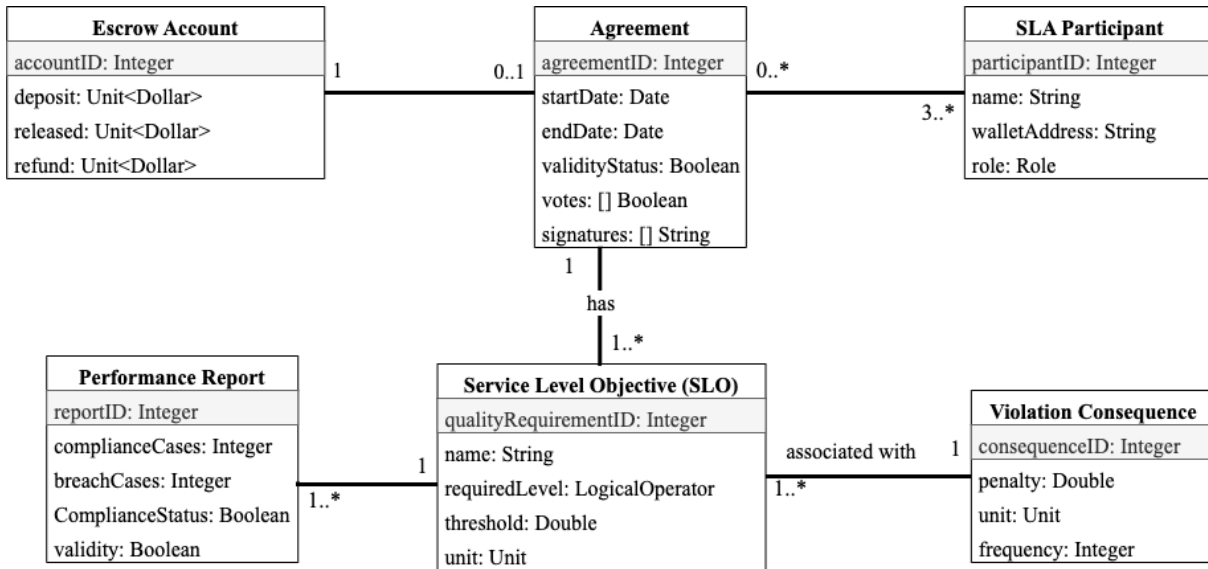 Escrow Account
accountID: Integer
deposit: Unit<Dollar>
released: Unit<Dollar>
refund: Unit<Dollar>
1
0..1
Agreement
agreementID: Integer
startDate: Date
endDate: Date
validityStatus: Boolean
votes: [] Boolean
signatures: [] String
0..*
3..*
SLA Participant
participantID: Integer
name: String
walletAddress: String
role: Role
1
has
1..*
Performance Report
reportID: Integer
complianceCases: Integer
breachCases: Integer
ComplianceStatus: Boolean
validity: Boolean
1
1..*
Service Level Objective (SLO)
qualityRequirementID: Integer
name: String
requiredLevel: LogicalOperator
threshold: Double
unit: Unit
associated with
1
1..*
Violation Consequence
consequenceID: Integer
penalty: Double
unit: Unit
frequency: Integer